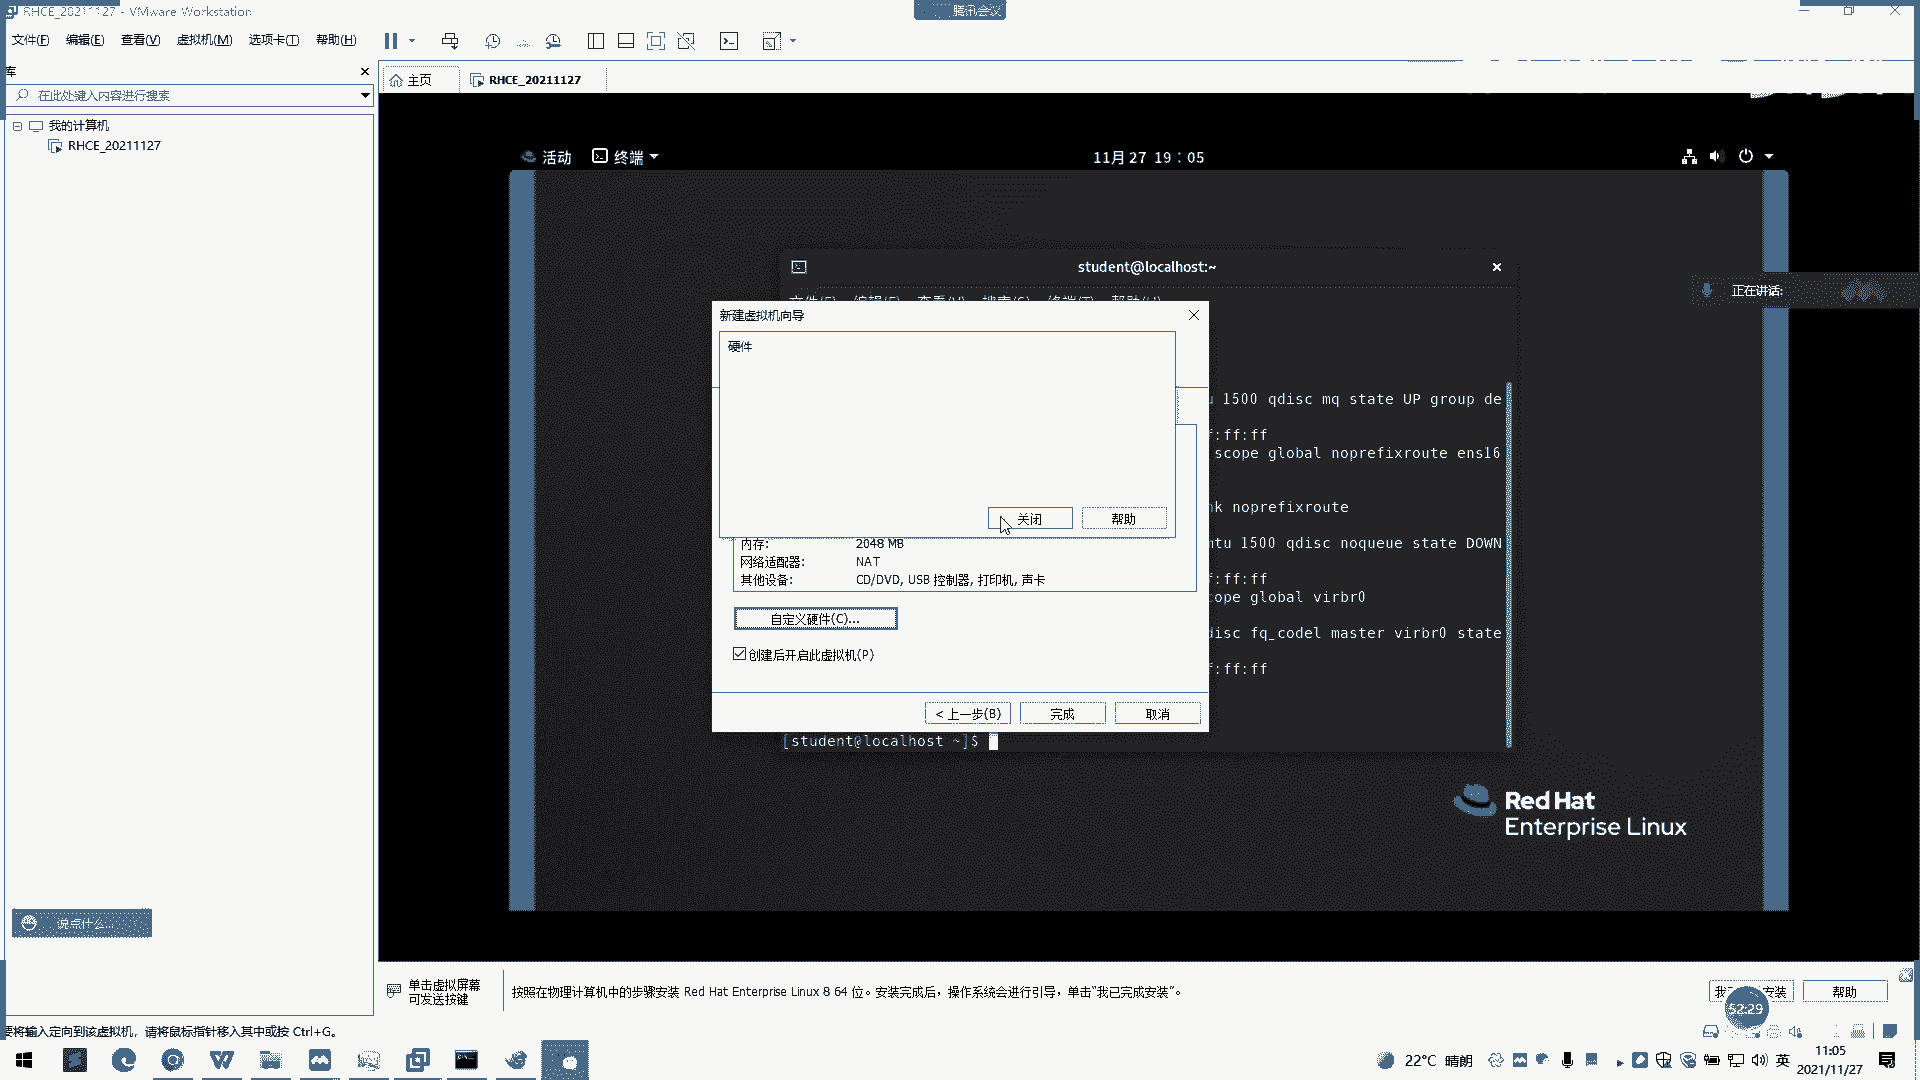 RHCE_20211127 - VMware Workstation
腾讯会议
文件(F) 编辑(E) 查看(V) 虚拟机(M) 选项卡(T) 帮助(H)
库
在此处键入内容进行搜索
我的计算机
RHCE_20211127
主页
RHCE_20211127
活动 终端
11月27 19：05
student@localhost:~
正在讲话:
新建虚拟机向导
硬件
1500 qdisc mq state UP group de
:ff:ff
scope global noprefixroute ens16
noprefixroute
1500 qdisc noqueue state DOWN
:ff:ff
global virbr0
fq_codel master virbr0 state
:ff:ff
关闭 帮助
内存: 2048 MB
网络适配器: NAT
其他设备: CD/DVD, USB 控制器, 打印机, 声卡
自定义硬件(C)...
创建后开启此虚拟机(P)
< 上一步(B) 完成 取消
[student@localhost ~]$
Red Hat
Enterprise Linux
说点什么...
单击虚拟屏幕
可发送按键
按照在物理计算机中的步骤安装 Red Hat Enterprise Linux 8 64 位。安装完成后，操作系统会进行引导，单击“我已完成安装”。
帮助
52:29
要将输入定向到该虚拟机，请将鼠标指针移入其中或按 Ctrl+G。
22°C 晴朗
英
11:05
2021/11/27